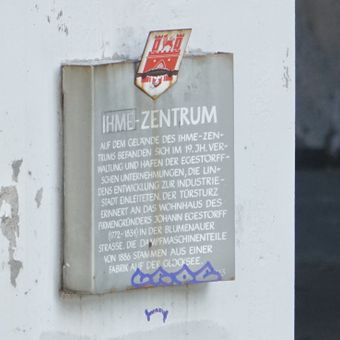 IHME-ZENTRUM
AUF DEM GELÄNDE DES IHME-ZEN-
TRUMS BEFANDEN SICH IM 19. JH. VER-
WALTUNG UND HAFEN DER EGESTORFF-
SCHEN UNTERNEHMUNGEN, DIE LIN-
DENS ENTWICKLUNG ZUR INDUSTRIE-
STADT EINLEITETEN. DER TÜRSTURZ
ERINNERT AN DAS WOHNHAUS DES
FIRMENGRÜNDERS JOHANN EGESTORFF
(1772-1834) IN DER BLUMENAUER
STRASSE. DIE DAMPFMASCHINENTEILE
VON 1886 STAMMEN AUS EINER
FABRIK AUF DER GLOCKSEE.